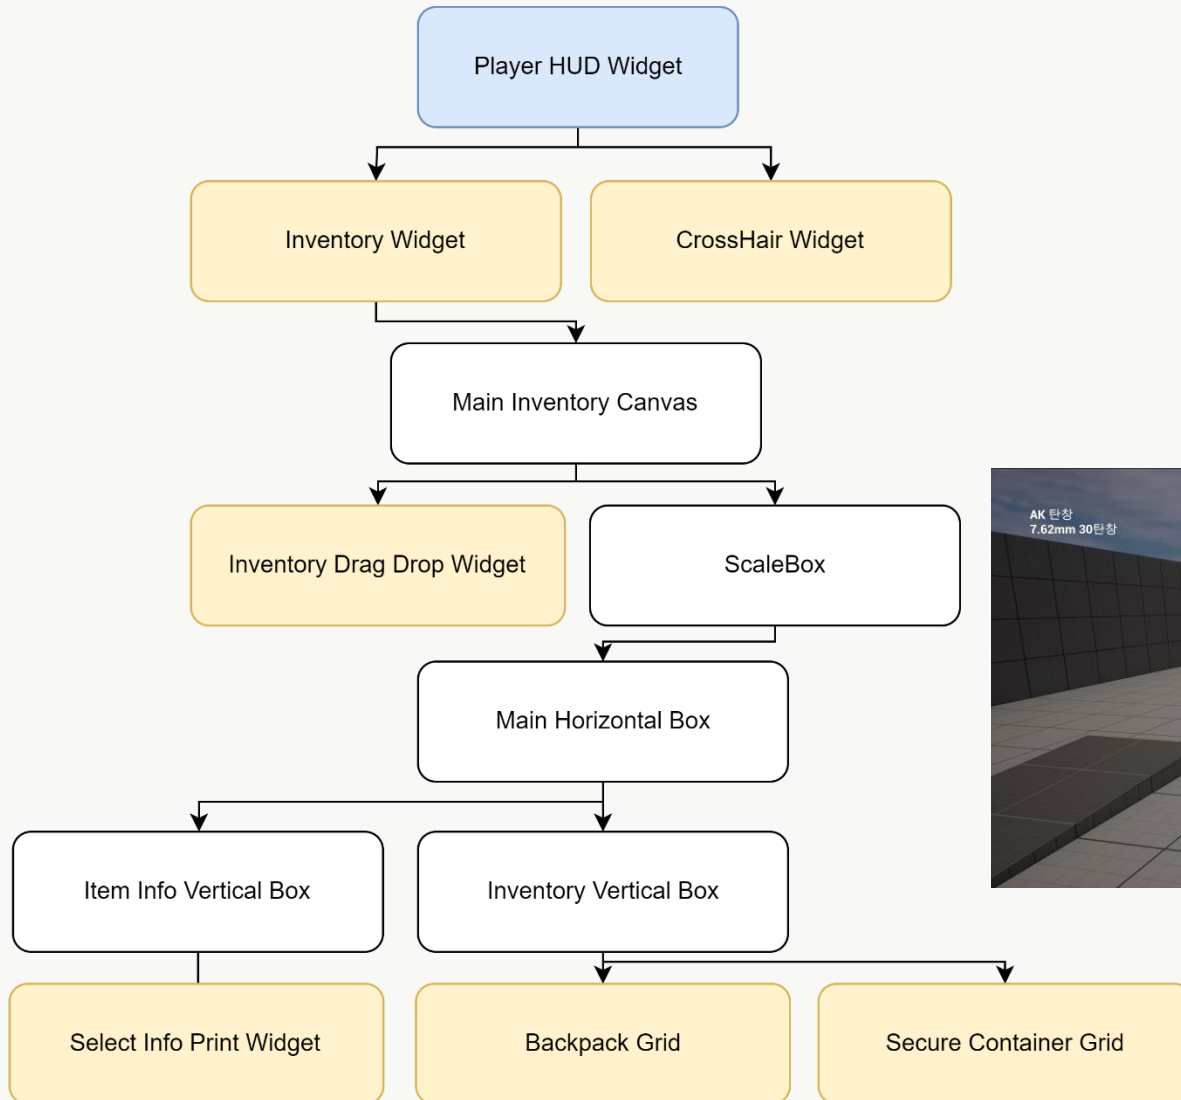 Player HUD Widget
Inventory Widget
CrossHair Widget
Main Inventory Canvas
Inventory Drag Drop Widget
ScaleBox
AK 탄창
7.62mm 30탄창
Main Horizontal Box
Item Info Vertical Box
Inventory Vertical Box
Select Info Print Widget
Backpack Grid
Secure Container Grid